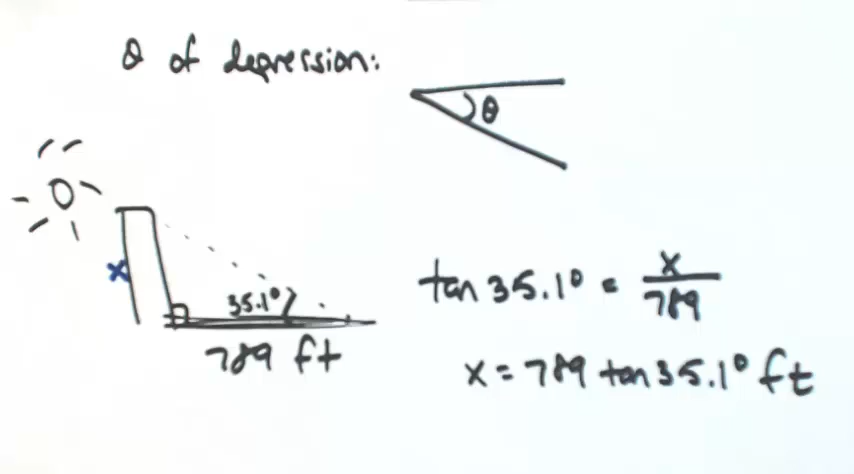 θ of depression:
θ
x
35.1°
789 ft
tan 35.1° = x/789
x = 789 tan 35.1° ft